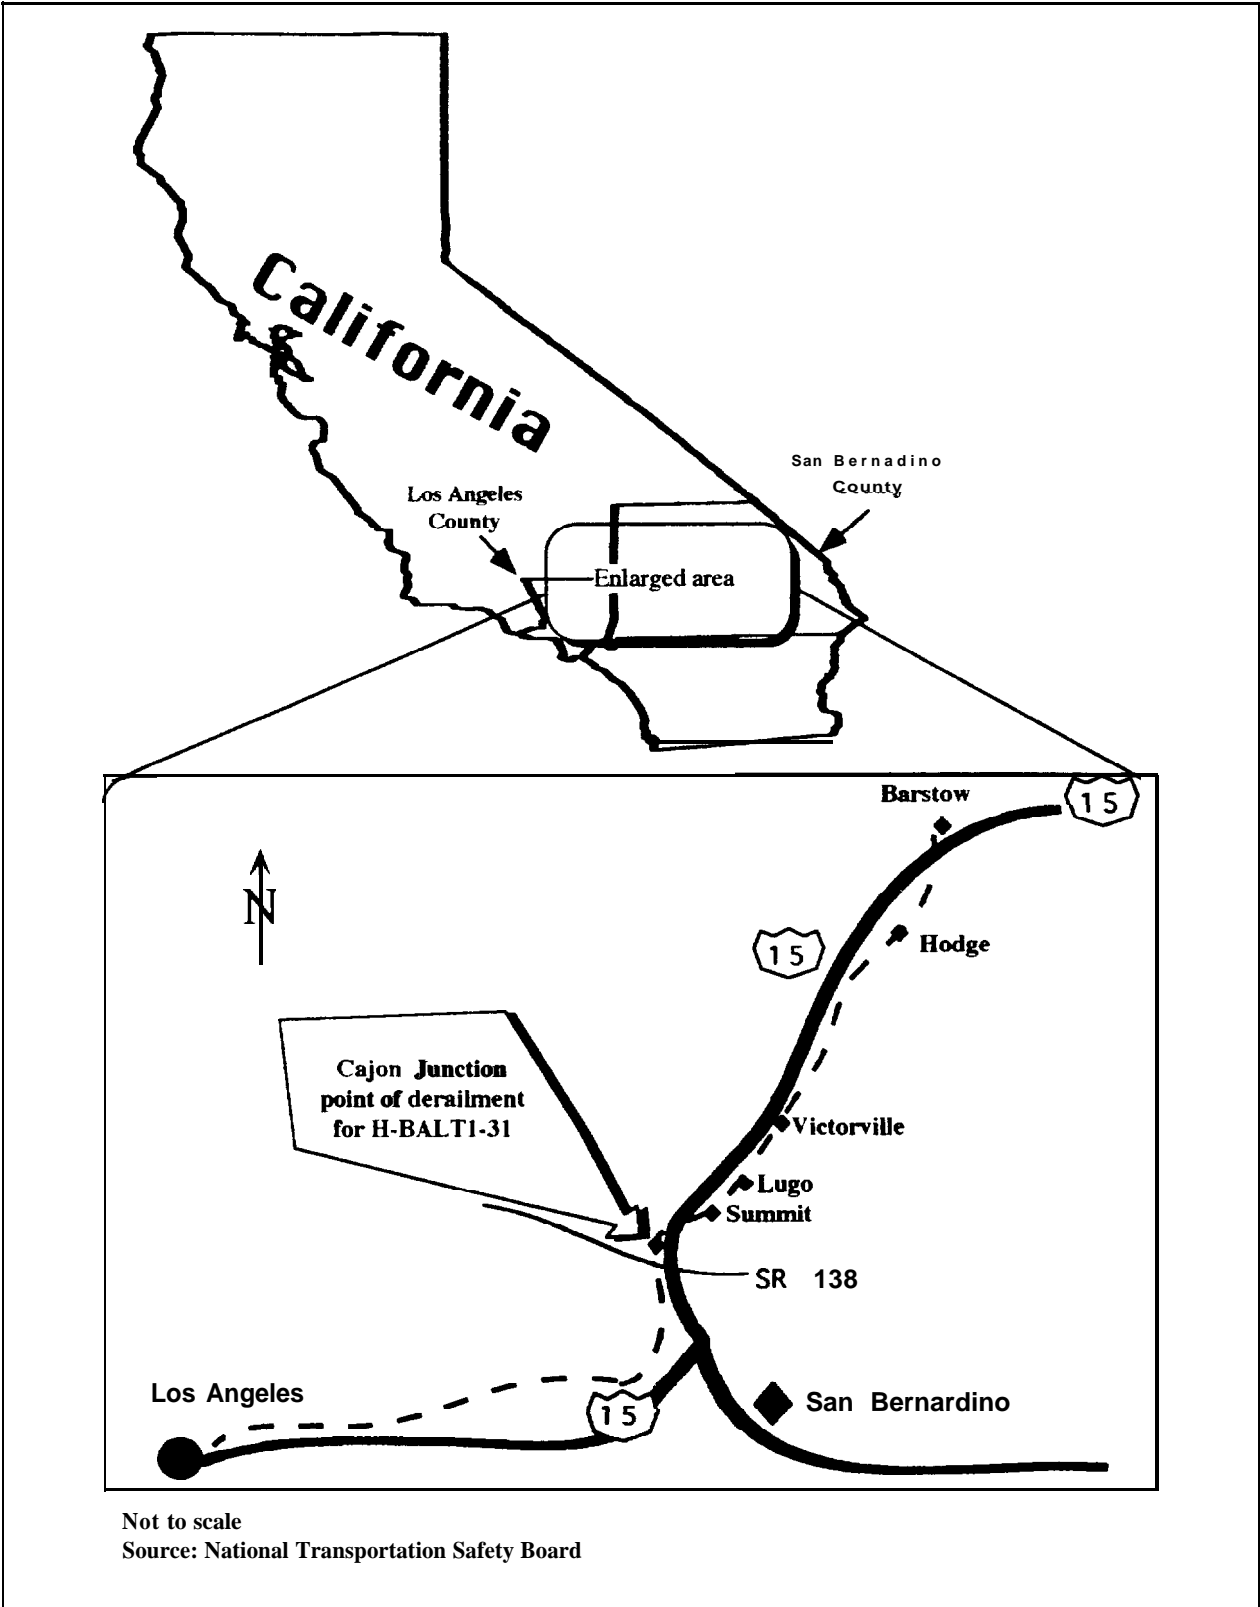 California
San Bernadino
County
Los Angeles
County
Enlarged area
Barstow
15
N
15
Hodge
Cajon Junction
point of derailment
for H-BALT1-31
Victorville
Lugo
Summit
SR 138
Los Angeles
15
San Bernardino
Not to scale
Source: National Transportation Safety Board